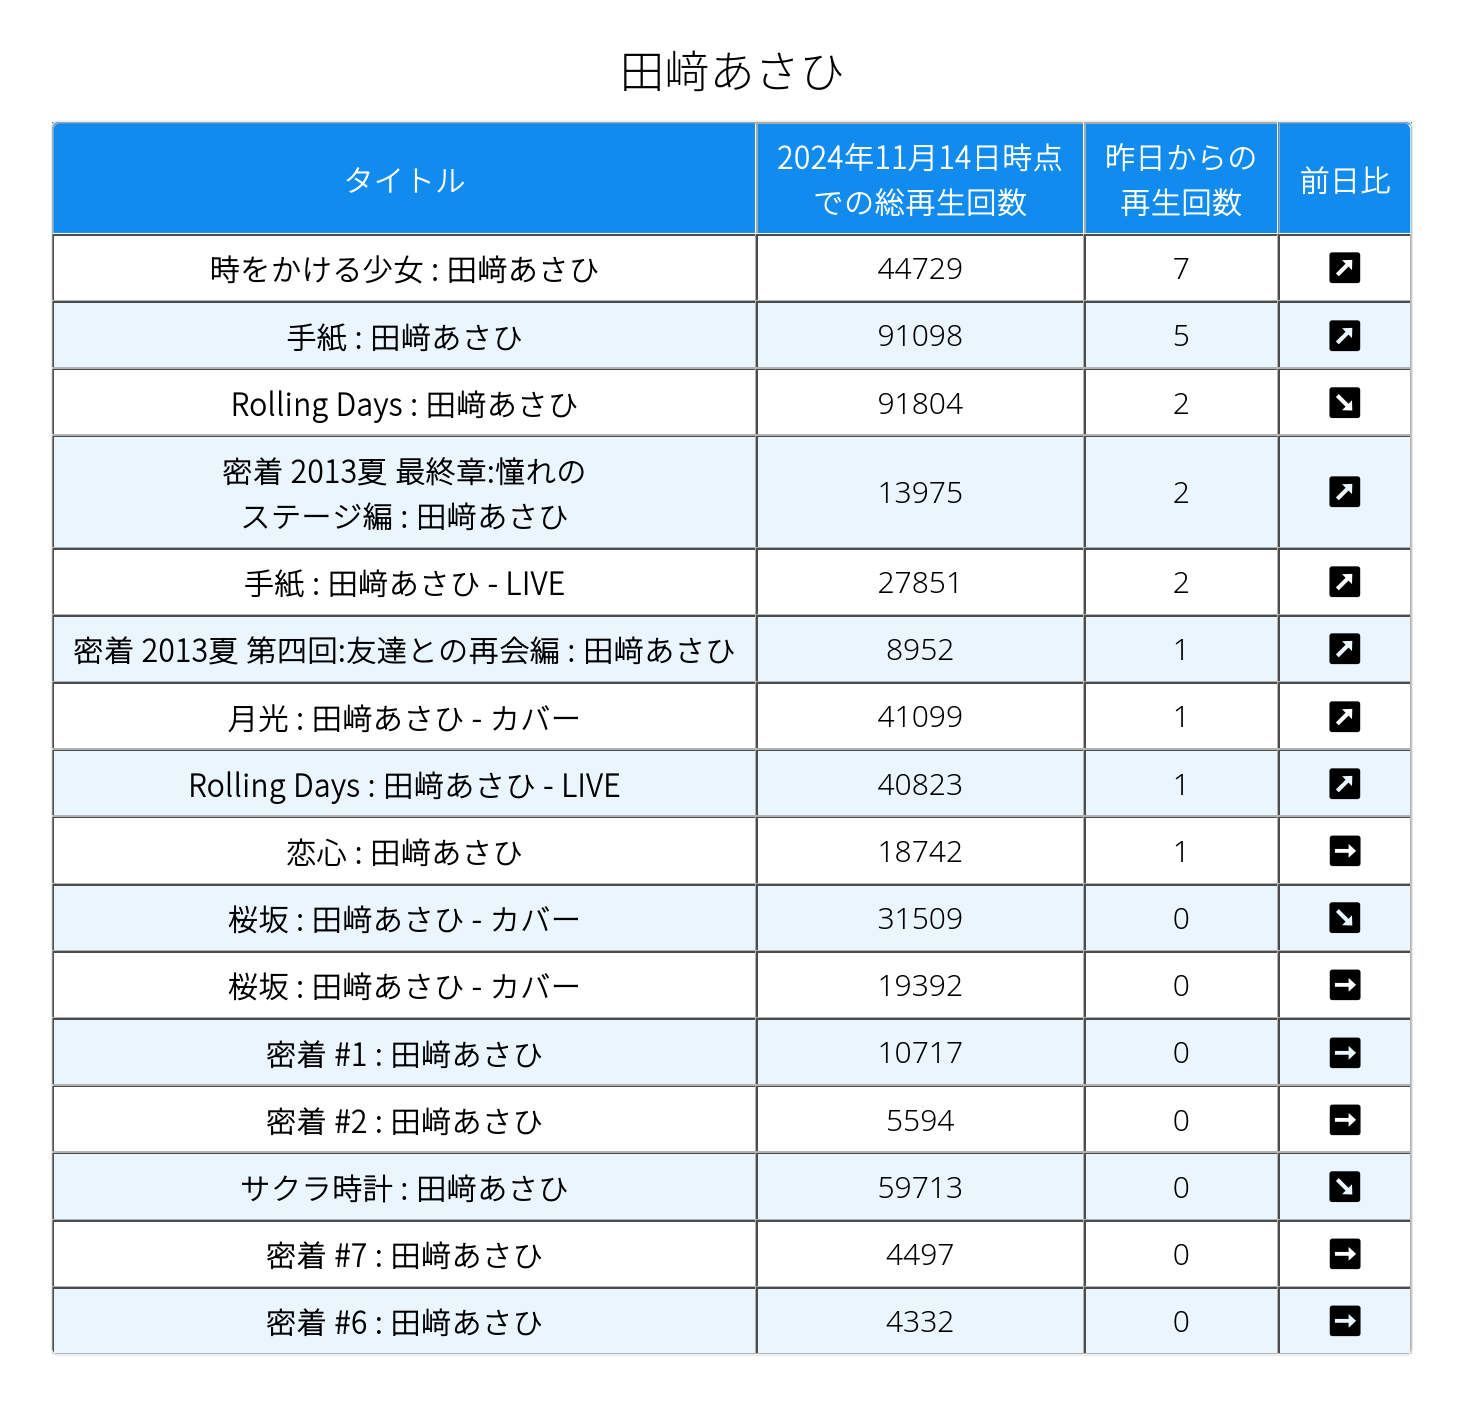 田﨑あさひ
タイトル
2024年11月14日時点
での総再生回数
昨日からの
再生回数
前日比
時をかける少女 : 田﨑あさひ 44729 7 ↗
手紙 : 田﨑あさひ 91098 5 ↗
Rolling Days : 田﨑あさひ 91804 2 ↘
密着 2013夏 最終章:憧れの
ステージ編 : 田﨑あさひ 13975 2 ↗
手紙 : 田﨑あさひ - LIVE 27851 2 ↗
密着 2013夏 第四回:友達との再会編 : 田﨑あさひ 8952 1 ↗
月光 : 田﨑あさひ - カバー 41099 1 ↗
Rolling Days : 田﨑あさひ - LIVE 40823 1 ↗
恋心 : 田﨑あさひ 18742 1 →
桜坂 : 田﨑あさひ - カバー 31509 0 ↘
桜坂 : 田﨑あさひ - カバー 19392 0 →
密着 #1 : 田﨑あさひ 10717 0 →
密着 #2 : 田﨑あさひ 5594 0 →
サクラ時計 : 田﨑あさひ 59713 0 ↘
密着 #7 : 田﨑あさひ 4497 0 →
密着 #6 : 田﨑あさひ 4332 0 →